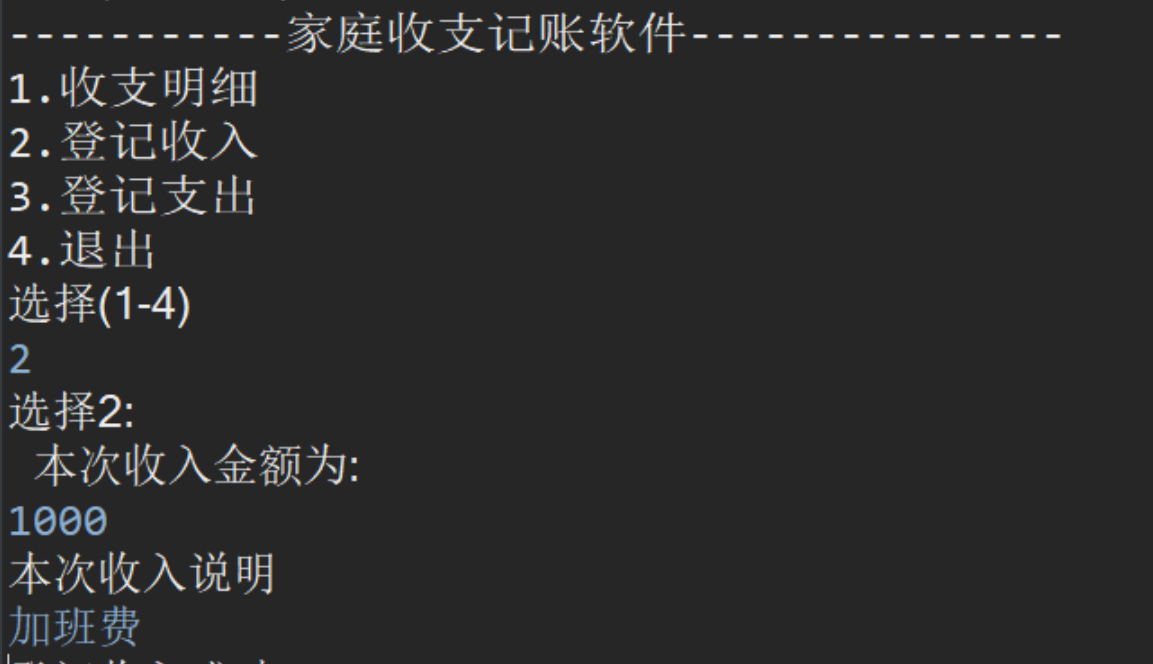 -----------家庭收支记账软件---------------
1.收支明细
2.登记收入
3.登记支出
4.退出
选择(1-4)
2
选择2:
本次收入金额为:
1000
本次收入说明
加班费